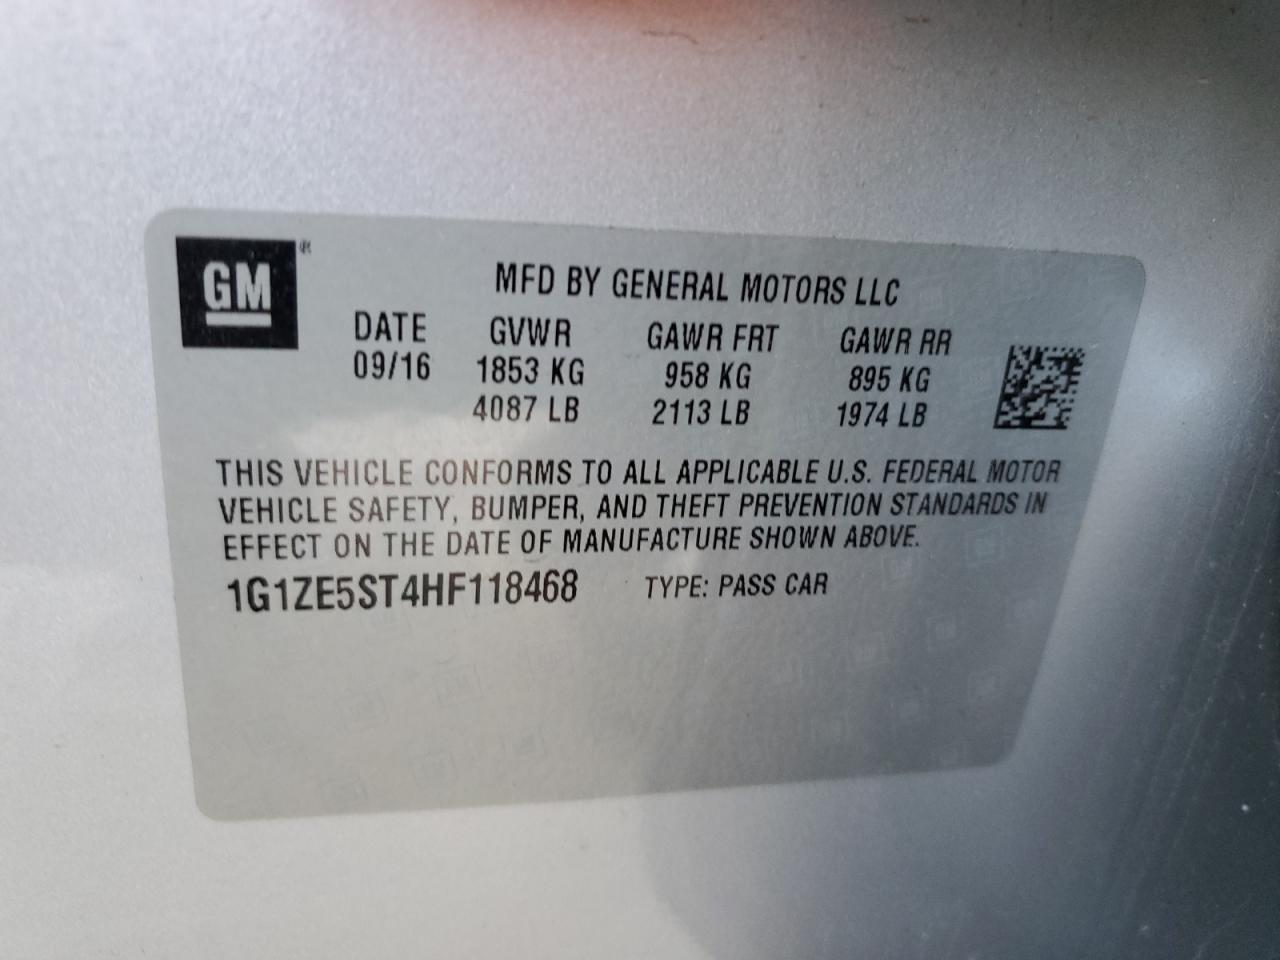 GM®
MFD BY GENERAL MOTORS LLC
DATE GVWR GAWR FRT GAWR RR
09/16 1853 KG 958 KG 895 KG
4087 LB 2113 LB 1974 LB
THIS VEHICLE CONFORMS TO ALL APPLICABLE U.S. FEDERAL MOTOR
VEHICLE SAFETY, BUMPER, AND THEFT PREVENTION STANDARDS IN
EFFECT ON THE DATE OF MANUFACTURE SHOWN ABOVE.
1G1ZE5ST4HF118468 TYPE: PASS CAR